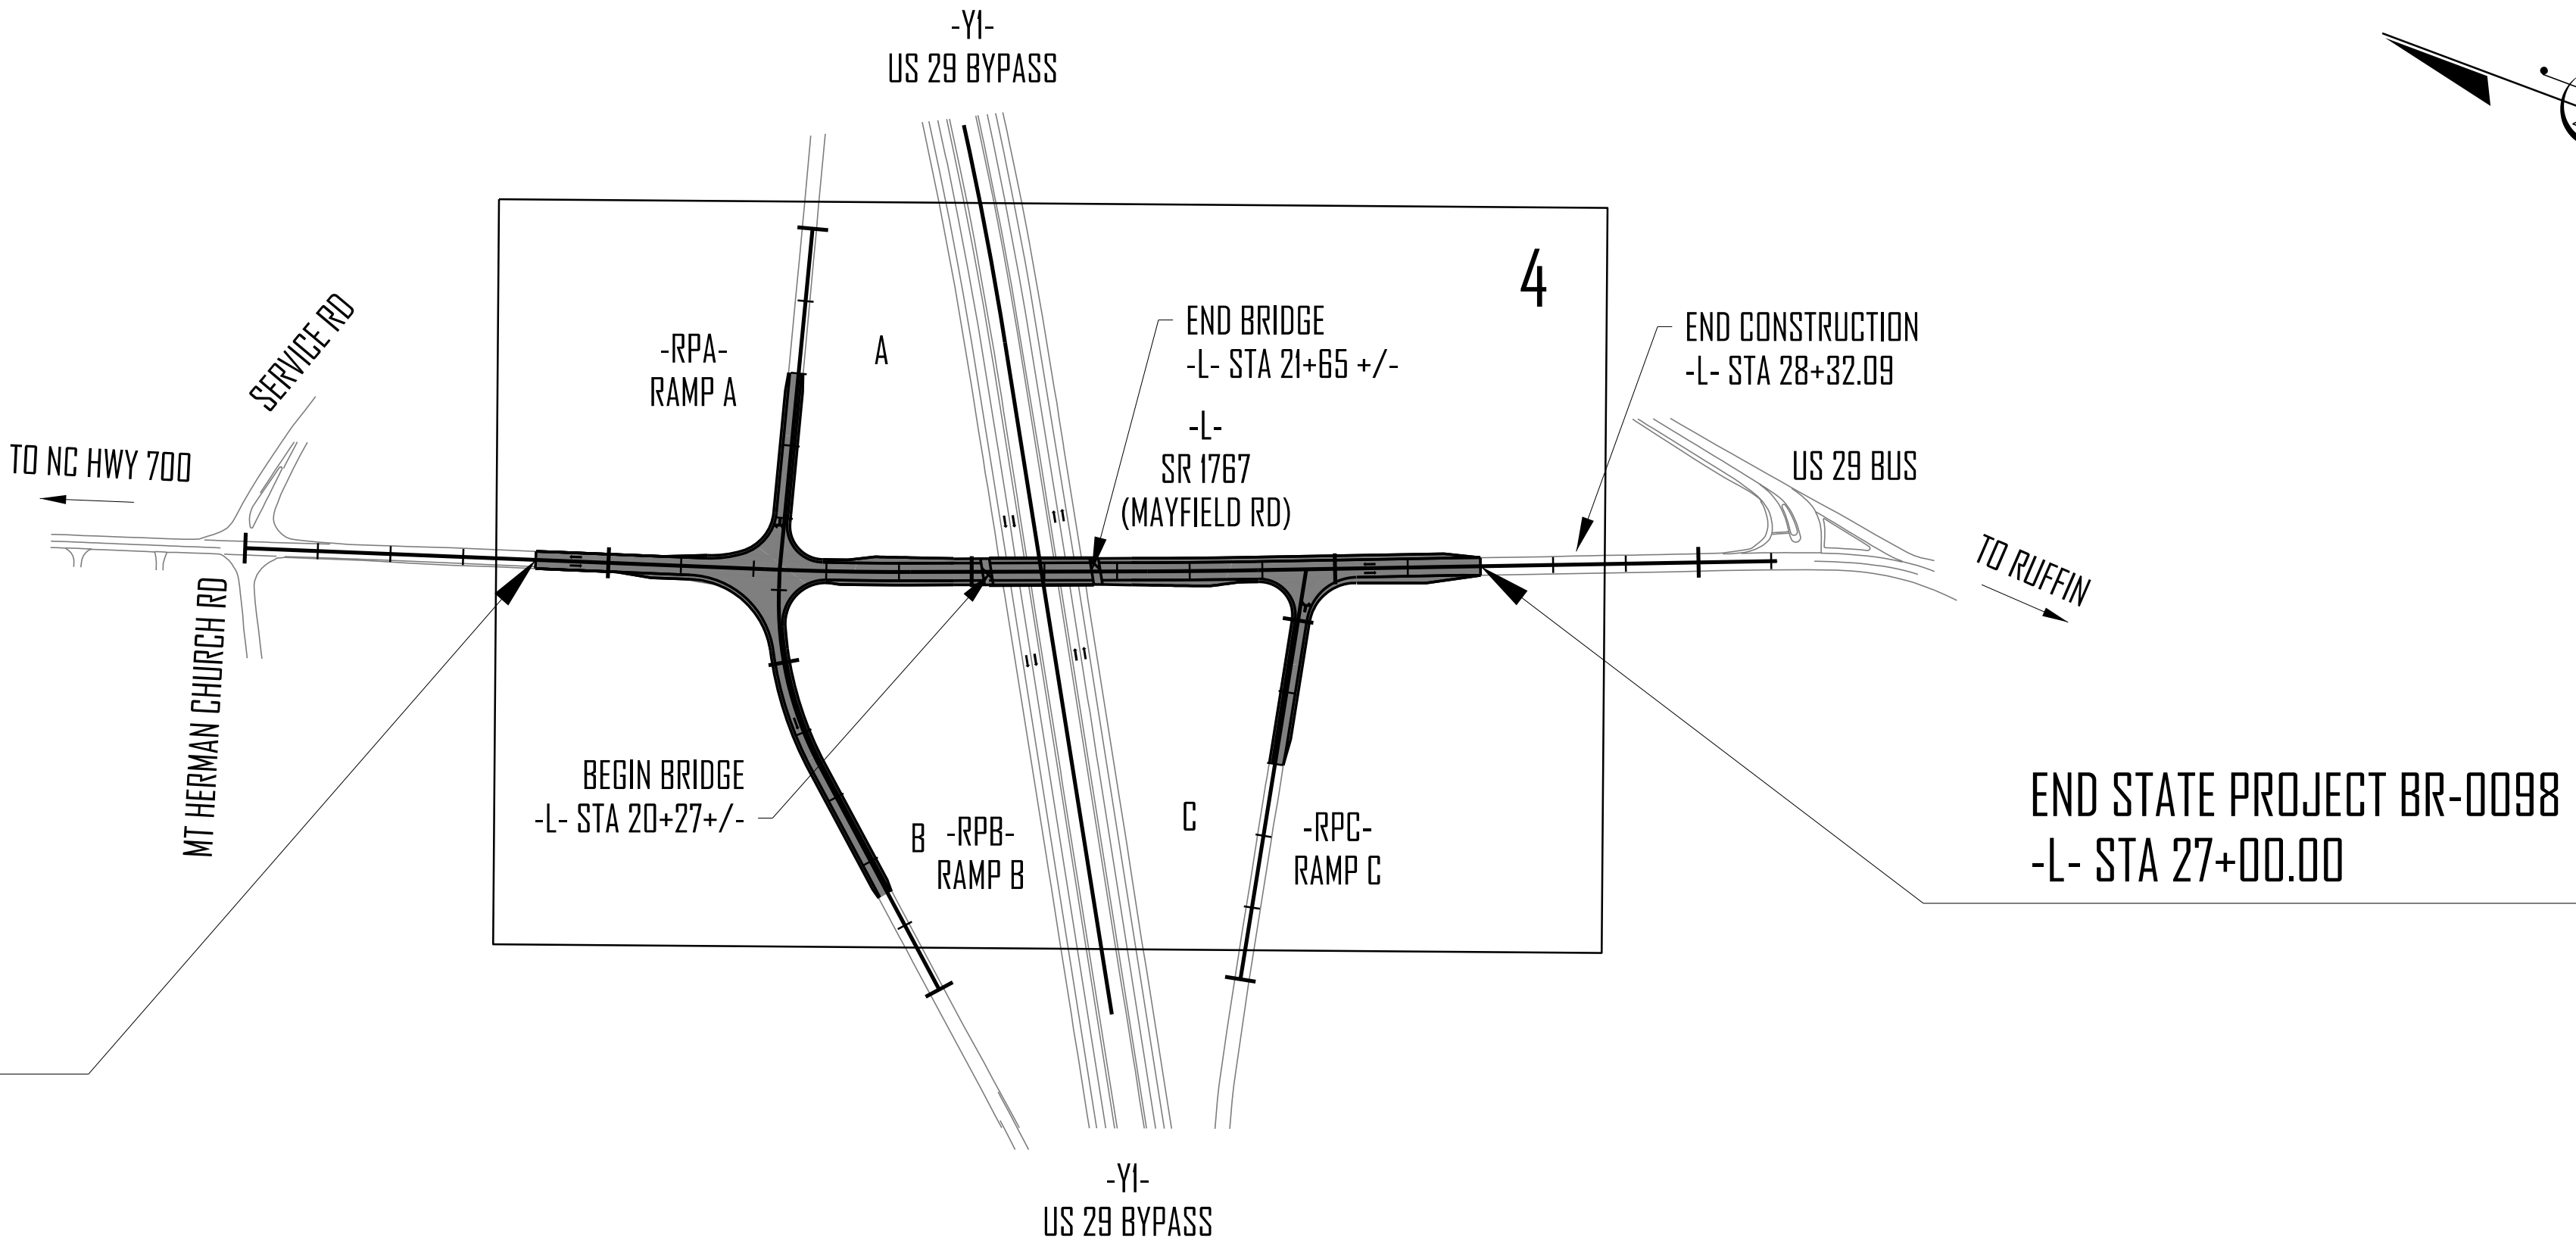 -Y1-
US 29 BYPASS
4
SERVICE RD
TO NC HWY 700
MT HERMAN CHURCH RD
-RPA-
RAMP A
A
END BRIDGE
-L- STA 21+65 +/-
-L-
SR 1767
(MAYFIELD RD)
END CONSTRUCTION
-L- STA 28+32.09
US 29 BUS
TO RUFFIN
BEGIN BRIDGE
-L- STA 20+27+/-
B
-RPB-
RAMP B
C
-RPC-
RAMP C
END STATE PROJECT BR-0098
-L- STA 27+00.00
-Y1-
US 29 BYPASS